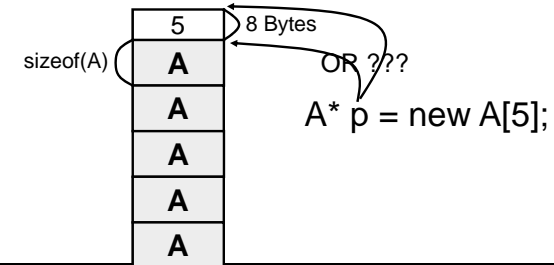 5
8 Bytes
sizeof(A)
A
OR ???
A
A* p = new A[5];
A
A
A